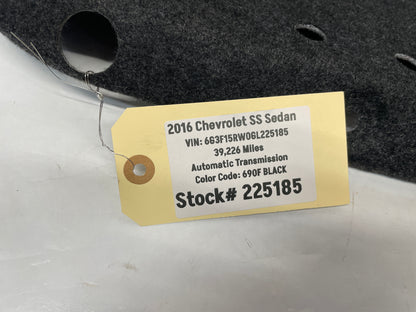 2016 Chevrolet SS Sedan
VIN: 6G3F15RW0GL225185
39,226 Miles
Automatic Transmission
Color Code: 690F BLACK
Stock# 225185